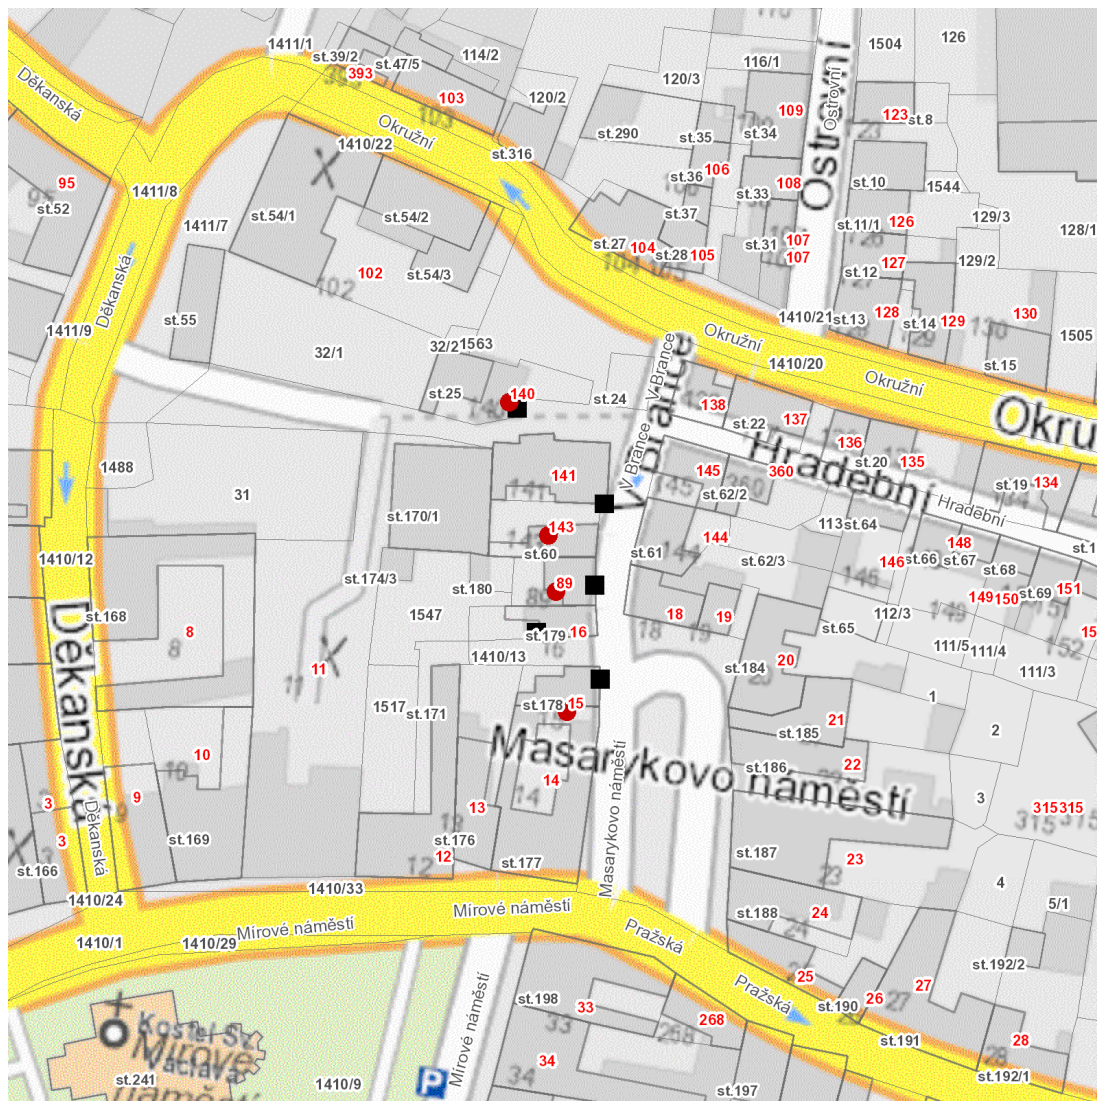 1411/1
st.39/2
st.47/5
114/2
393
103
Děkanská
Okružní
120/2
120/3
116/1
1504
126
109
123
st.8
st.290
st.35
st.34
Ostrovní
Ostrovní
1410/22
st.316
95
st.52
1411/8
106
st.36
108
st.33
st.10
1544
1411/7
st.54/1
st.54/2
st.37
st.11/1
126
129/3
128/1
st.27
104
st.28
105
st.31
107
107
102
st.54/3
st.12
127
129/2
Děkanská
1411/9
st.55
32/1
32/2
1563
1410/21
st.13
128
st.14
129
130
1505
Okružní
1410/20
st.15
Okružní
V Brance
st.25
140
st.24
138
st.22
137
136
135
st.20
Okru
Hradební
V Brance
1488
31
141
145
360
st.62/2
st.19
134
Hradební
st.170/1
143
st.60
144
113
st.64
148
1410/12
st.61
st.62/3
146
st.66
st.67
st.68
st.174/3
st.180
89
149
150
st.69
151
st.168
1547
18
19
112/3
8
st.179
16
st.65
111/5
111/4
111/3
11
1410/13
st.184
20
Děkanská
1517
st.171
st.178
15
1
2
st.185
21
Masarykovo náměstí
10
14
st.186
22
3
315
315
3
9
Děkanská
13
Masarykovo náměstí
3
st.169
st.176
12
st.177
st.187
23
st.166
1410/24
1410/33
4
5/1
Mírové náměstí
st.188
24
1410/1
1410/29
Mírové náměstí
Pražská
st.192/2
25
Pražská
27
st.198
33
268
st.190
26
Kostel Sv.
Václava
Mírové
náměstí
34
st.191
28
Mírové náměstí
st.241
1410/9
P
st.197
st.192/1